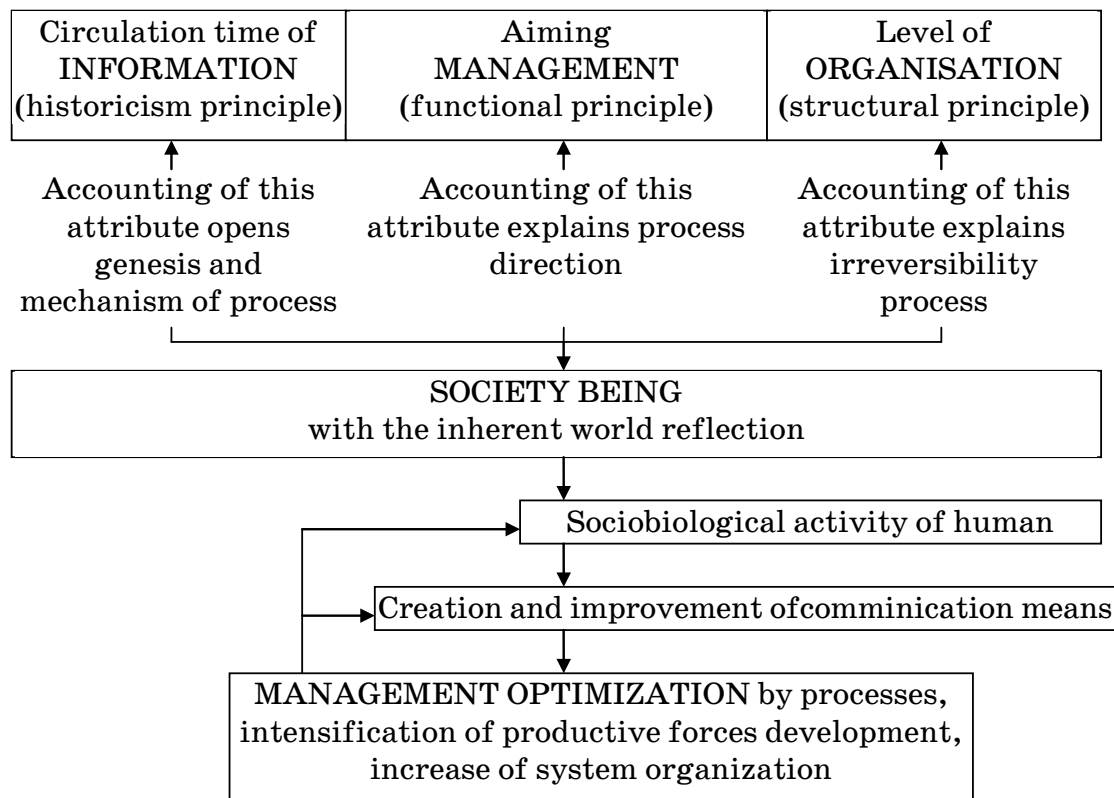 Circulation time of
INFORMATION
(historicism principle)
Aiming
MANAGEMENT
(functional principle)
Level of
ORGANISATION
(structural principle)
Accounting of this
attribute opens
genesis and
mechanism of process
Accounting of this
attribute explains process
direction
Accounting of this
attribute explains
irreversibility
process
SOCIETY BEING
with the inherent world reflection
Sociobiological activity of human
Creation and improvement ofcomminication means
MANAGEMENT OPTIMIZATION by processes,
intensification of productive forces development,
increase of system organization